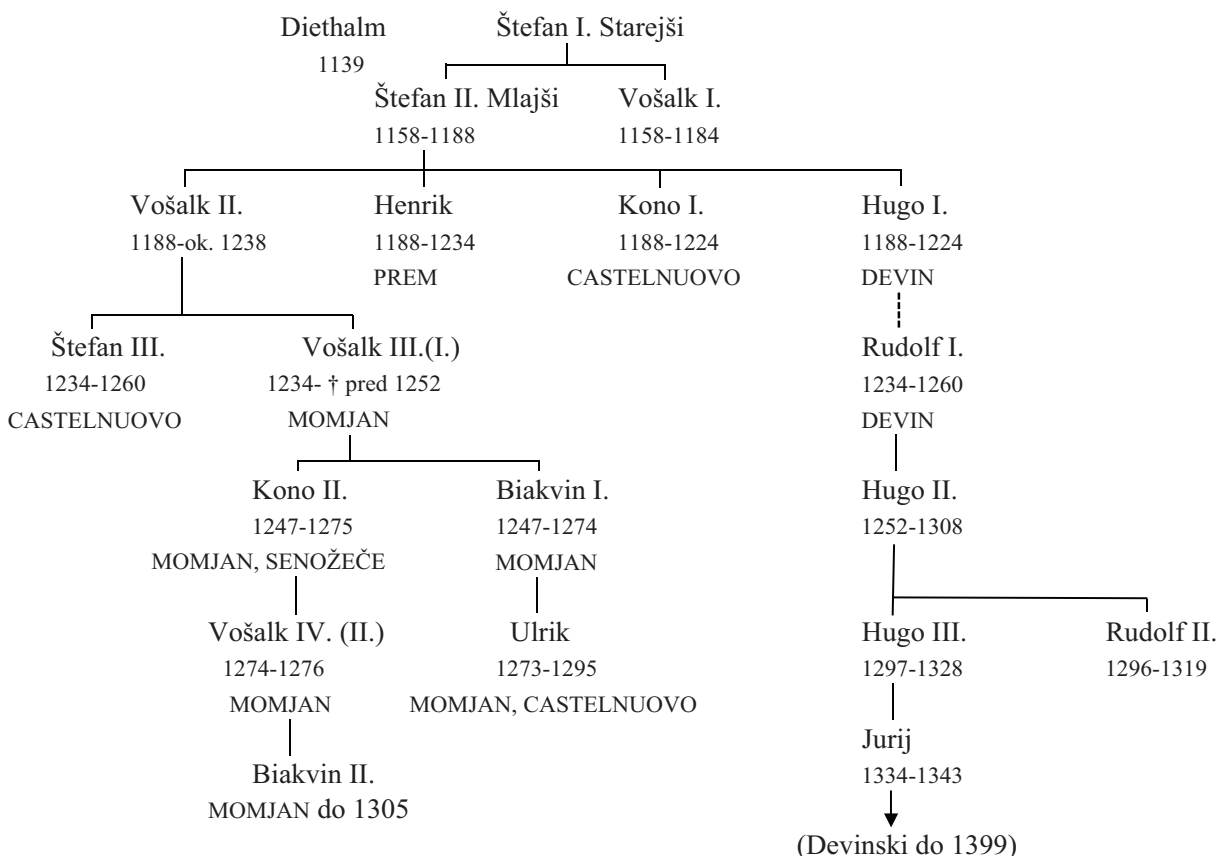 Diethalm
Štefan I. Starejši
1139
Štefan II. Mlajši
Vošalk I.
1158-1188
1158-1184
Vošalk II.
Henrik
Kono I.
Hugo I.
1188-ok. 1238
1188-1234
1188-1224
1188-1224
PREM
CASTELNUOVO
DEVIN
Štefan III.
Vošalk III.(I.)
Rudolf I.
1234-1260
1234- † pred 1252
1234-1260
CASTELNUOVO
MOMJAN
DEVIN
Kono II.
Biakvin I.
Hugo II.
1247-1275
1247-1274
1252-1308
MOMJAN, SENOŽEČE
MOMJAN
Vošalk IV. (II.)
Ulrik
Hugo III.
Rudolf II.
1274-1276
1273-1295
1297-1328
1296-1319
MOMJAN
MOMJAN, CASTELNUOVO
Jurij
Biakvin II.
1334-1343
MOMJAN do 1305
(Devinski do 1399)